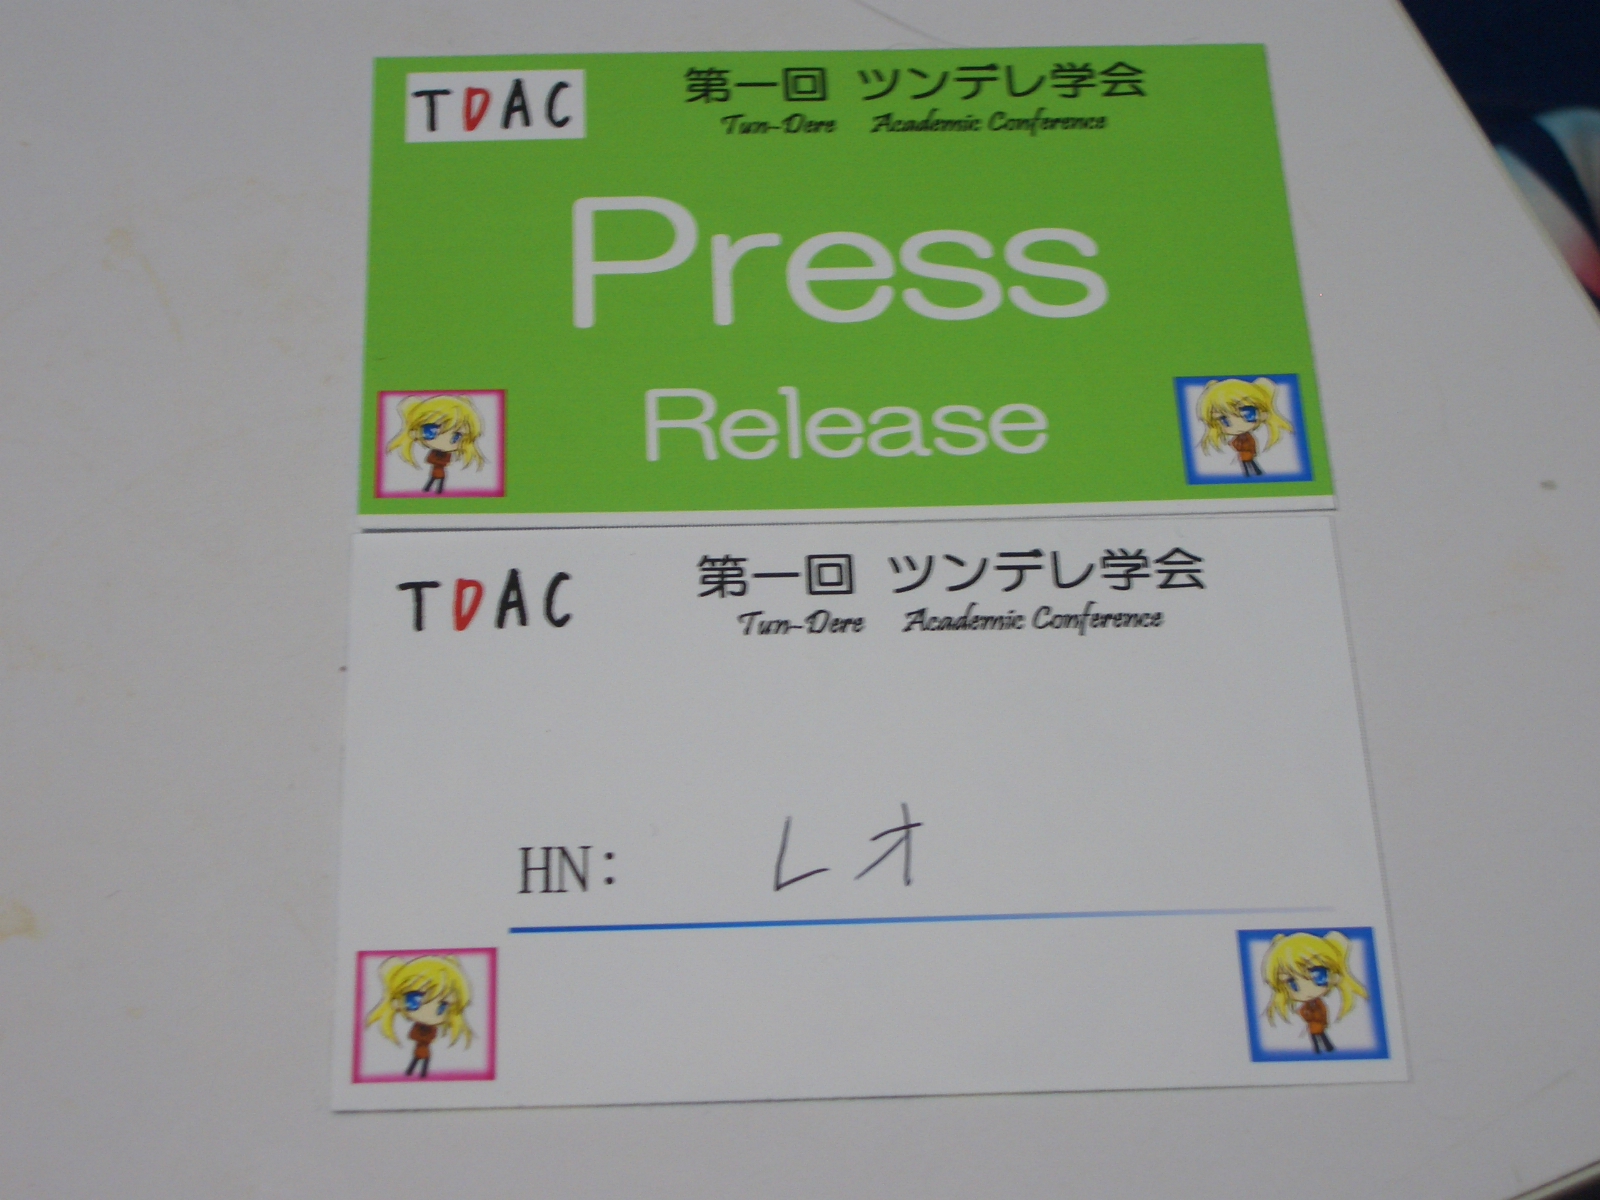 TDAC
第一回 ツンデレ学会
Tun-Dere Academic Conference
Press
Release
TDAC
第一回 ツンデレ学会
Tun-Dere Academic Conference
HN: レオ